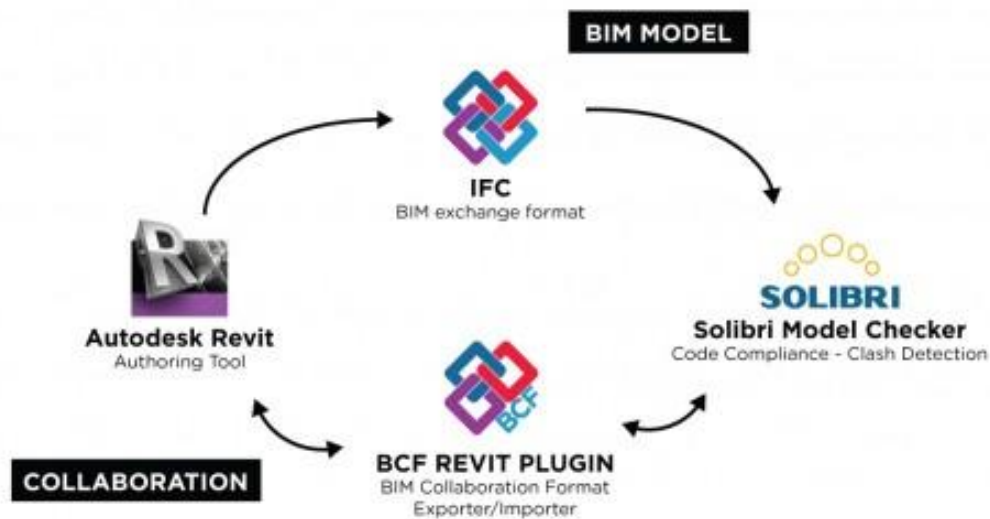 BIM MODEL
IFC
BIM exchange format
Rx
Autodesk Revit
Authoring Tool
SOLIBRI
Solibri Model Checker
Code Compliance - Clash Detection
BCF
BCF REVIT PLUGIN
BIM Collaboration Format
Exporter/Importer
COLLABORATION